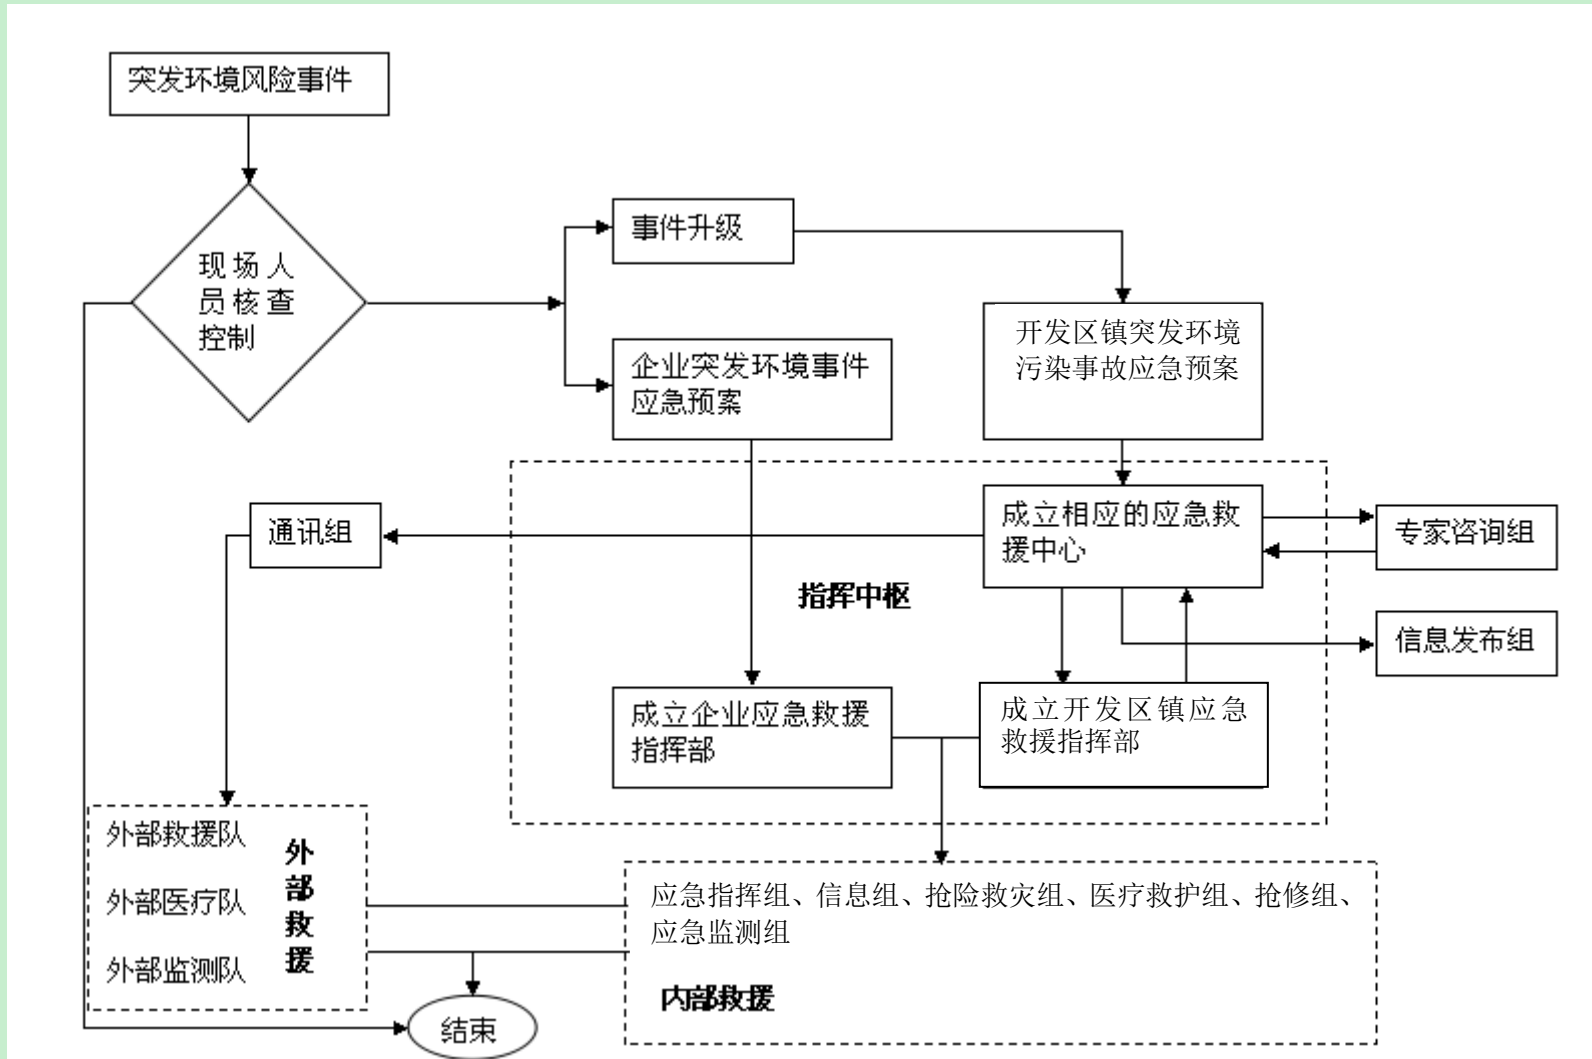 突发环境风险事件
现场人
员核查
控制
事件升级
企业突发环境事件
应急预案
开发区镇突发环境
污染事故应急预案
通讯组
成立相应的应急救
援中心
专家咨询组
指挥中枢
信息发布组
成立企业应急救援
指挥部
成立开发区镇应急
救援指挥部
外部救援队
外部医疗队
外部监测队
外
部
救
援
应急指挥组、信息组、抢险救灾组、医疗救护组、抢修组、
应急监测组
内部救援
结束